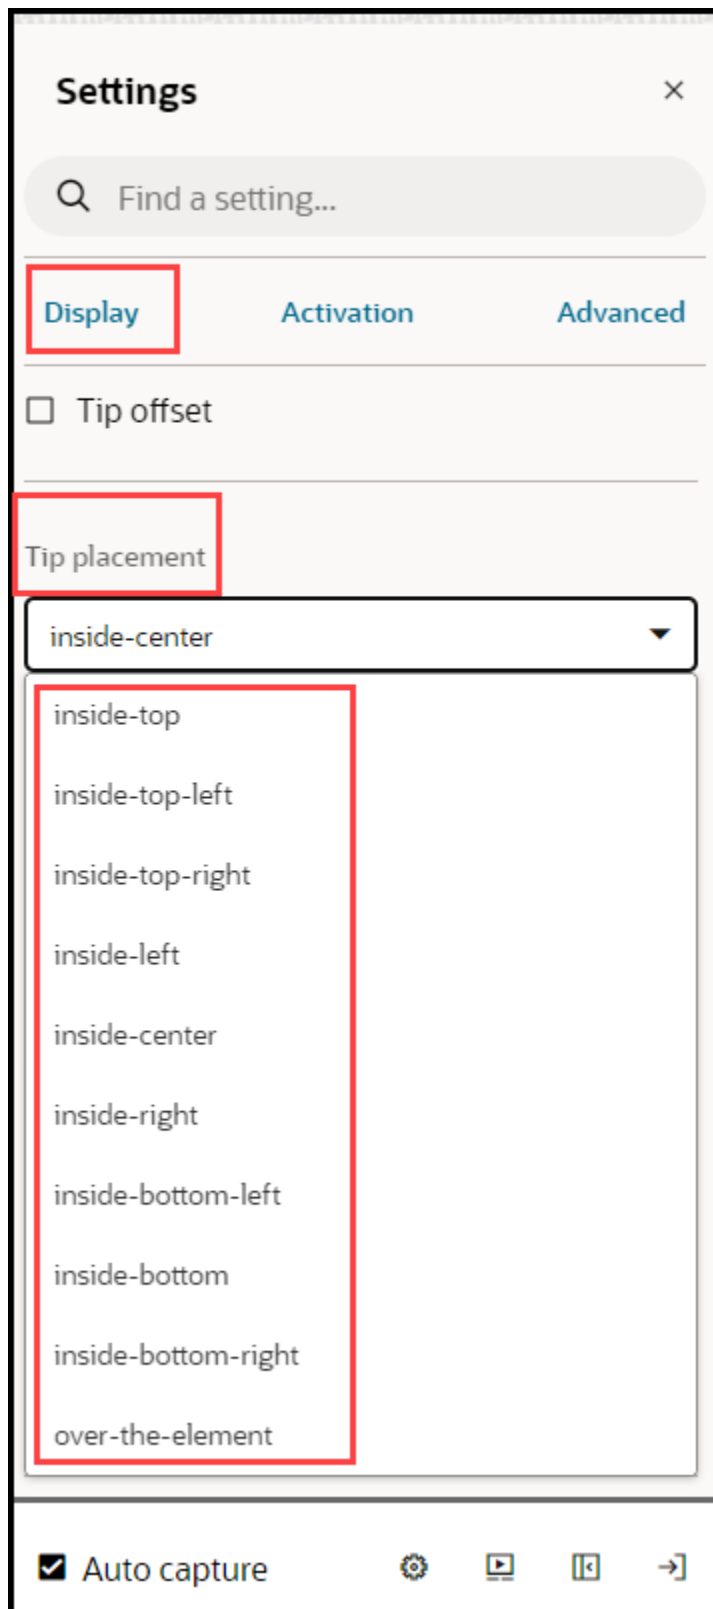 Settings
Find a setting...
Display Activation Advanced
Tip offset
Tip placement
inside-center
inside-top
inside-top-left
inside-top-right
inside-left
inside-center
inside-right
inside-bottom-left
inside-bottom
inside-bottom-right
over-the-element
Auto capture